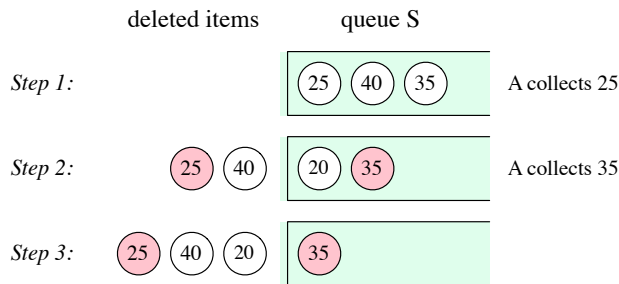 deleted items queue S
Step 1: 25 40 35 A collects 25
Step 2: 25 40 20 35 A collects 35
Step 3: 25 40 20 35